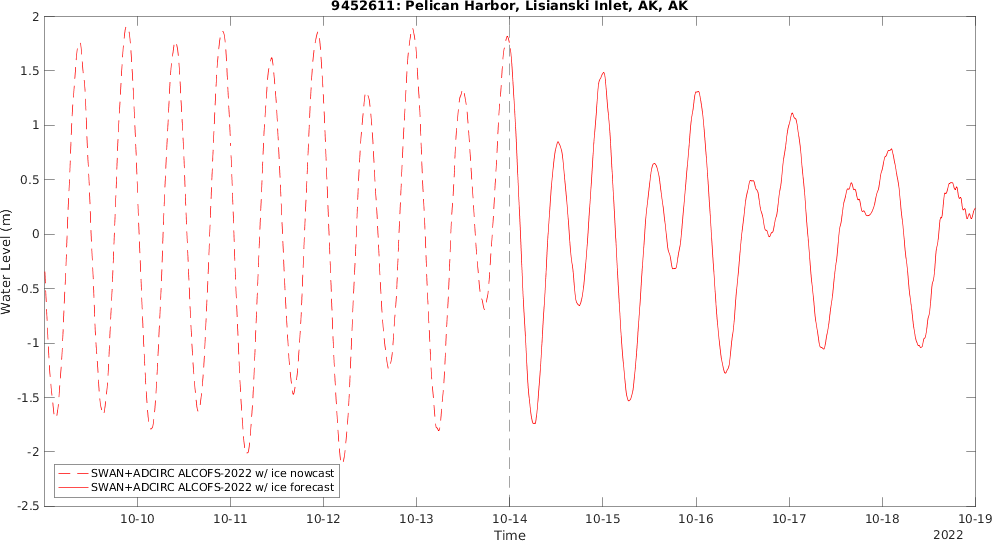 9452611: Pelican Harbor, Lisianski Inlet, AK, AK
Water Level (m)
2
1.5
1
0.5
0
-0.5
-1
-1.5
-2
-2.5
SWAN+ADCIRC ALCOFS-2022 w/ ice nowcast
SWAN+ADCIRC ALCOFS-2022 w/ ice forecast
10-10 10-11 10-12 10-13 10-14 10-15 10-16 10-17 10-18 10-19
Time
2022